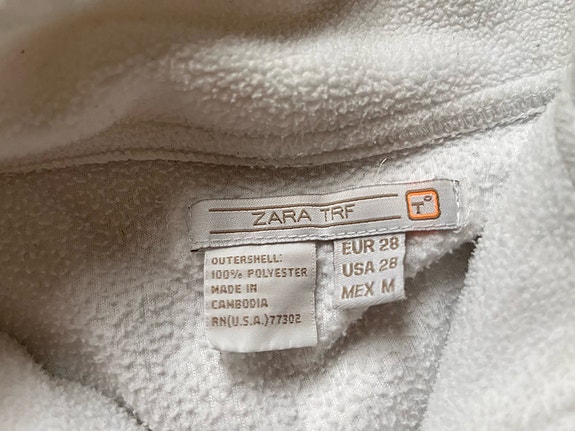 ZARA TRF T°
OUTERSHELL:
100% POLYESTER
MADE IN
CAMBODIA
RN(U.S.A.)77302
EUR 28
USA 28
MEX M